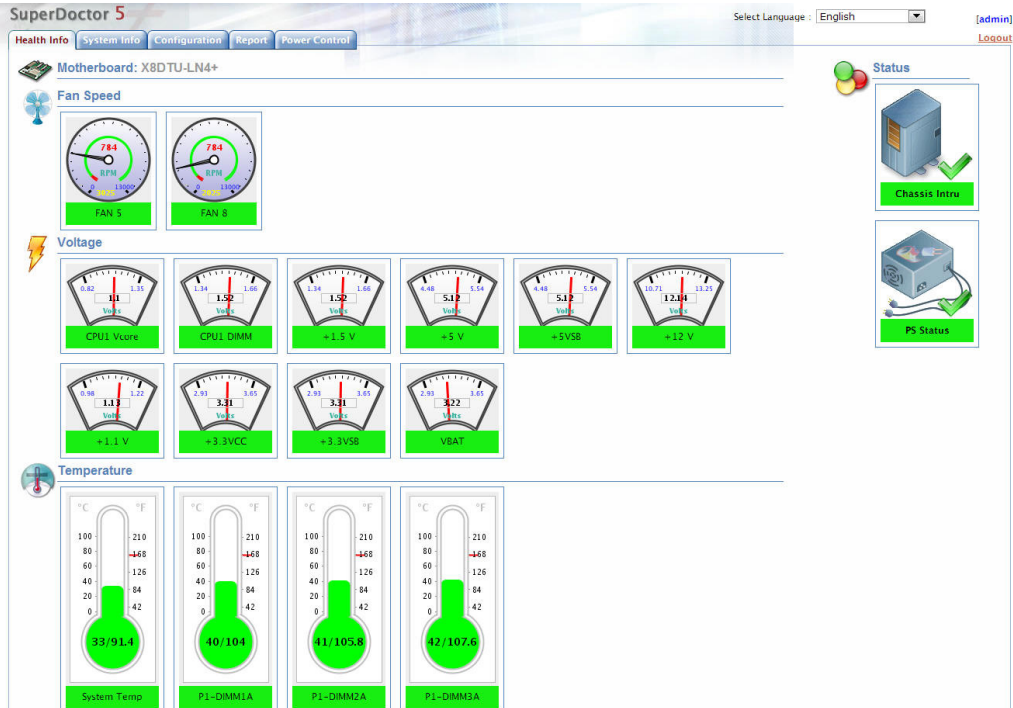 SuperDoctor 5
Select Language : English
[admin]
Logout
Health Info System Info Configuration Report Power Control
Motherboard: X8DTU-LN4+
Status
Fan Speed
784 784
RPM RPM
0 13000 0 13000
3025 2025
FAN 5 FAN 8
Chassis Intru
Voltage
0.82 1.35 1.34 1.66 1.34 1.66 4.48 5.54 4.48 5.54 10.71 13.25
1.1 1.52 1.52 5.12 5.12 12.14
Volts Volts Volts Volts Volts Volts
CPU1 Vcore CPU1 DIMM +1.5 V +5 V +5VSB +12 V
PS Status
0.98 1.22 2.93 3.65 2.93 3.65 2.93 3.65
1.13 3.31 3.31 3.22
Volts Volts Volts Volts
+1.1 V +3.3VCC +3.3VSB VBAT
Temperature
°C °F °C °F °C °F °C °F
100 210 100 210 100 210 100 210
80 168 80 168 80 168 80 168
60 126 60 126 60 126 60 126
40 84 40 84 40 84 40 84
20 42 20 42 20 42 20 42
0 0 0 0
33/91.4 40/104 41/105.8 42/107.6
System Temp P1-DIMM1A P1-DIMM2A P1-DIMM3A